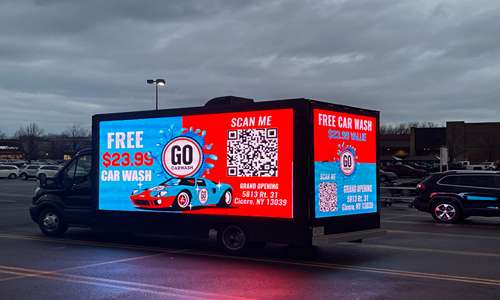 FREE
$23.99
CAR WASH
GO
CARWASH
SCAN ME
GRAND OPENING
5813 Rt. 31
Cicero, NY 13039
FREE CAR WASH
$23.99 VALUE
GO
SCAN ME
GRAND OPENING
5813 Rt. 31
Cicero, NY 13039